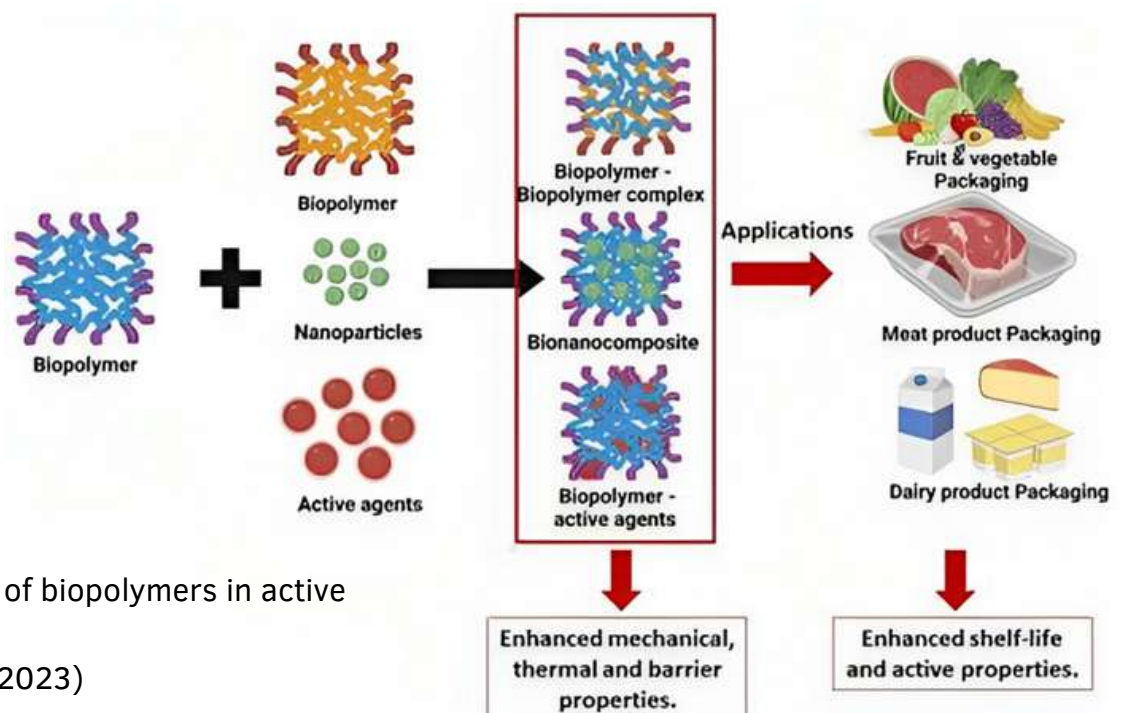 Biopolymer
Biopolymer
Nanoparticles
Active agents
Biopolymer -
Biopolymer complex
Bionanocomposite
Biopolymer -
active agents
Applications
Fruit & vegetable
Packaging
Meat product Packaging
Dairy product Packaging
Enhanced mechanical,
thermal and barrier
properties.
Enhanced shelf-life
and active properties.
of biopolymers in active
2023)